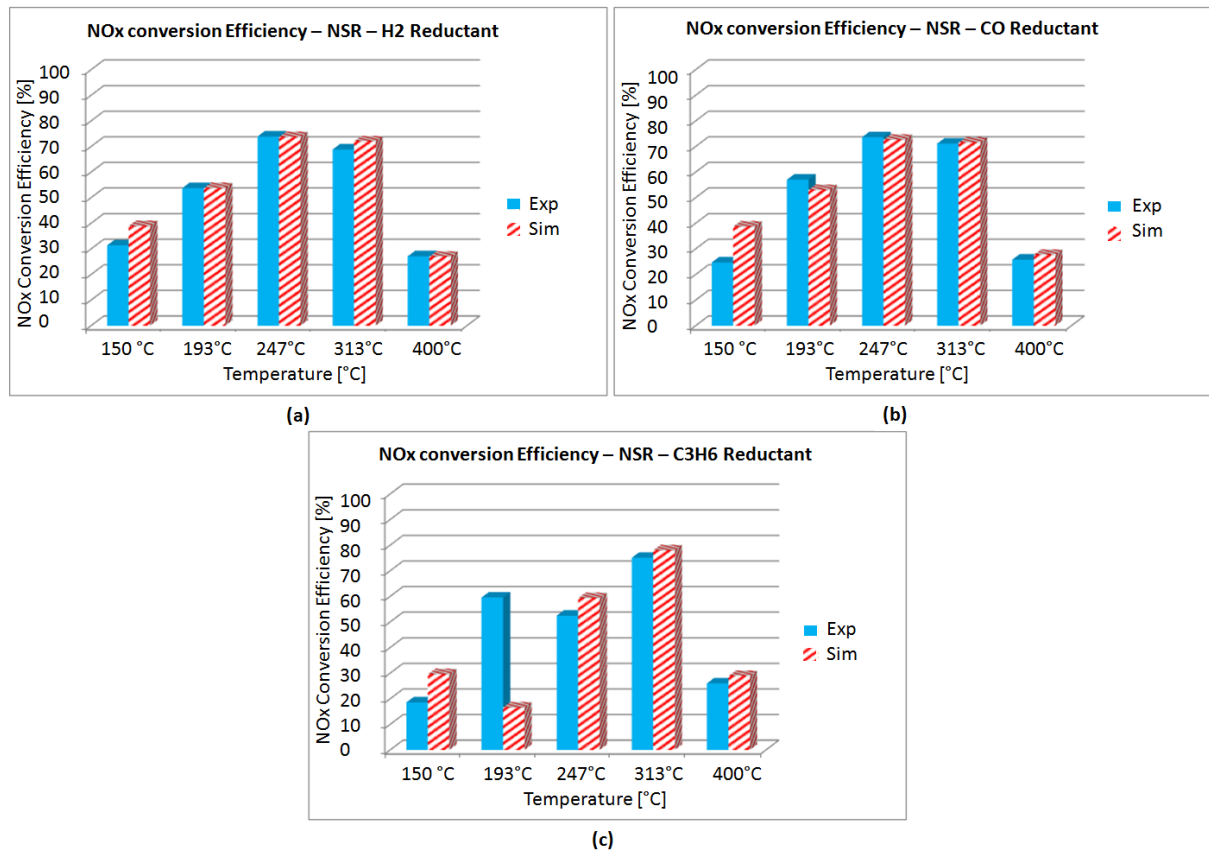 NOx conversion Efficiency – NSR – H2 Reductant
NOx Conversion Efficiency [%]
100
90
80
70
60
50
40
30
20
10
0
150 °C 193°C 247°C 313°C 400°C
Temperature [°C]
Exp
Sim
(a)
NOx conversion Efficiency – NSR – CO Reductant
NOx Conversion Efficiency [%]
100
90
80
70
60
50
40
30
20
10
0
150 °C 193°C 247°C 313°C 400°C
Temperature [°C]
Exp
Sim
(b)
NOx conversion Efficiency – NSR – C3H6 Reductant
NOx Conversion Efficiency [%]
100
90
80
70
60
50
40
30
20
10
0
150 °C 193°C 247°C 313°C 400°C
Temperature [°C]
Exp
Sim
(c)